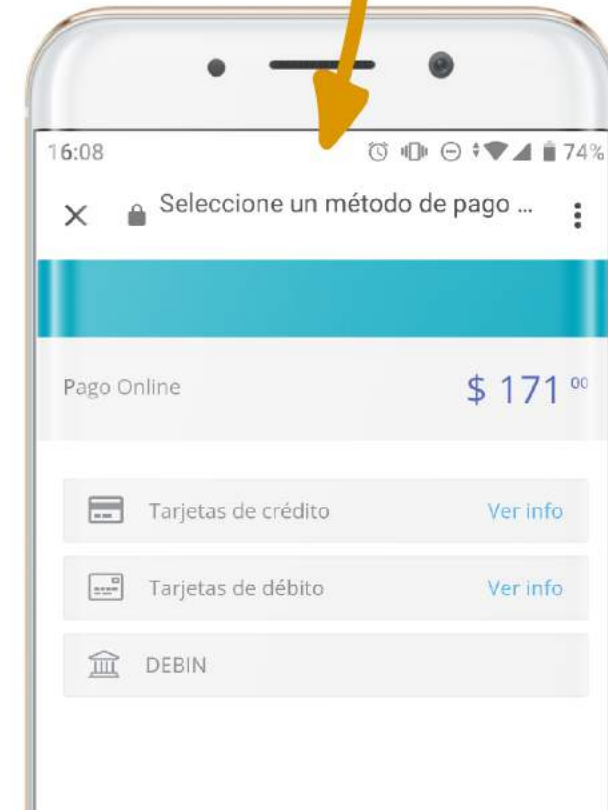 16:08 74%
Seleccione un método de pago ...
Pago Online $ 171 00
Tarjetas de crédito Ver info
Tarjetas de débito Ver info
DEBIN